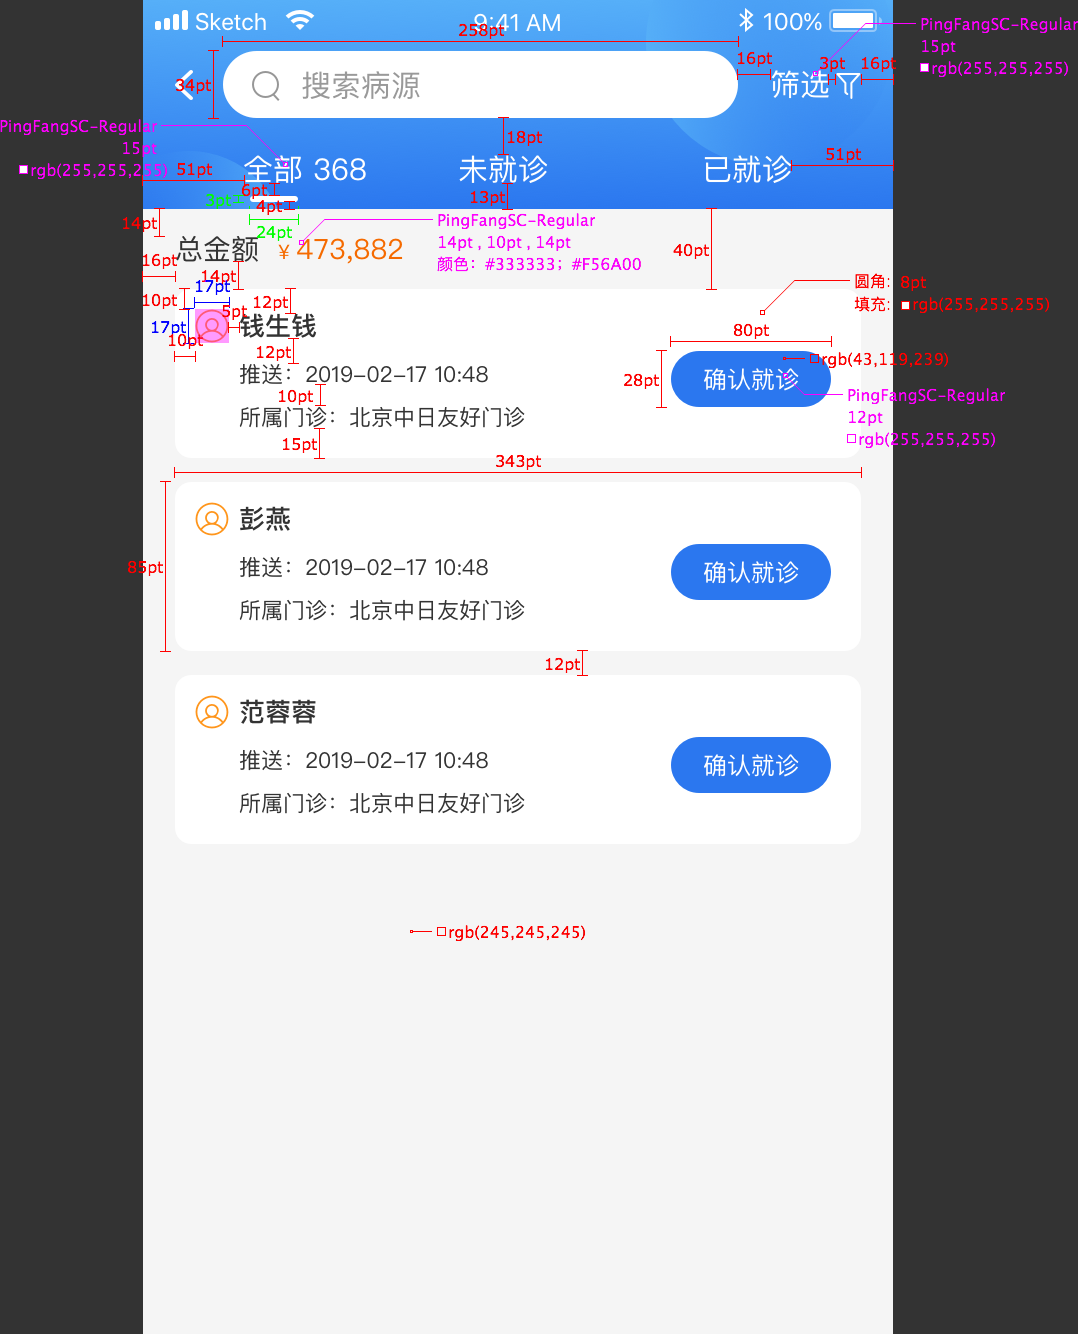 Sketch 9:41 AM 100%
258pt
PingFangSC-Regular
15pt
rgb(255,255,255)
34pt
搜索病源
16pt
筛选
3pt
16pt
PingFangSC-Regular
15pt
rgb(255,255,255)
18pt
51pt
全部 368
未就诊
已就诊
51pt
6pt
3pt
4pt
13pt
24pt
14pt
PingFangSC-Regular
14pt , 10pt , 14pt
颜色：#333333；#F56A00
总金额 ¥ 473,882
40pt
16pt
14pt
圆角: 8pt
填充: rgb(255,255,255)
17pt
10pt
12pt
5pt
17pt
钱生钱
10pt
80pt
12pt
推送：2019-02-17 10:48
28pt
确认就诊
rgb(43,119,239)
10pt
PingFangSC-Regular
12pt
rgb(255,255,255)
所属门诊：北京中日友好门诊
15pt
343pt
彭燕
85pt
推送：2019-02-17 10:48
确认就诊
所属门诊：北京中日友好门诊
12pt
范蓉蓉
推送：2019-02-17 10:48
确认就诊
所属门诊：北京中日友好门诊
rgb(245,245,245)